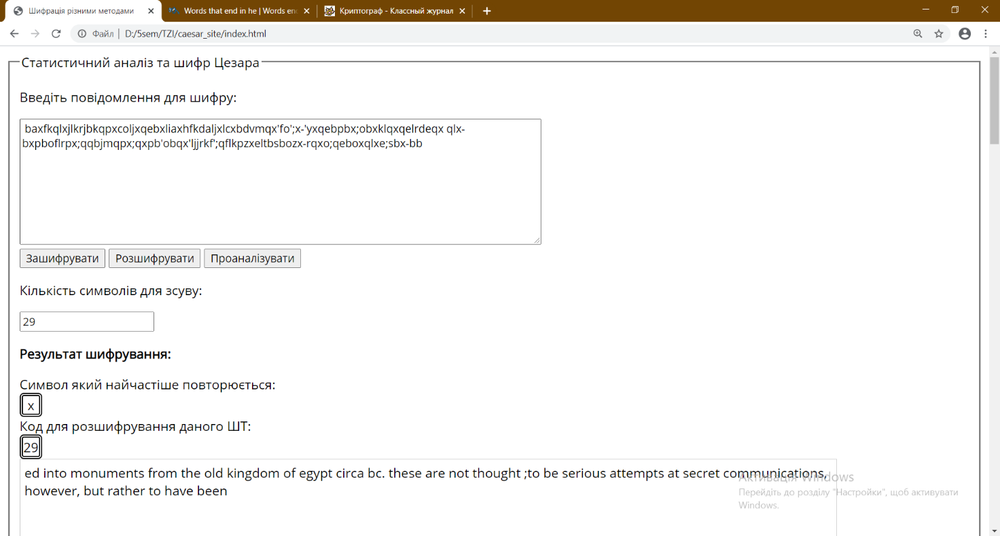 Шифрація різними методами
Words that end in he | Words enc
Криптограф - Классный журнал
Файл | D:/5sem/TZI/caesar_site/index.html
Статистичний аналіз та шифр Цезара
Введіть повідомлення для шифру:
baxfkqlxjlkrjbkqpxcoljxqebxliaxhfkdaljxlcxbdvmqx'fo';x-'yxqebpbx;obxklqxqelrdeqx qlx-
bxpboflrpx;qqbjmqpx;qxpb'obqx'ljjrkf';qflkpzxeltbsbozx-rqxo;qeboxqlxe;sbx-bb
Зашифрувати Розшифрувати Проаналізувати
Кількість символів для зсуву:
29
Результат шифрування:
Символ який найчастіше повторюється:
x
Код для розшифрування даного ШТ:
29
ed into monuments from the old kingdom of egypt circa bc. these are not thought ;to be serious attempts at secret communications,
however, but rather to have been
Активація Windows
Перейдіть до розділу "Настройки", щоб активувати
Windows.